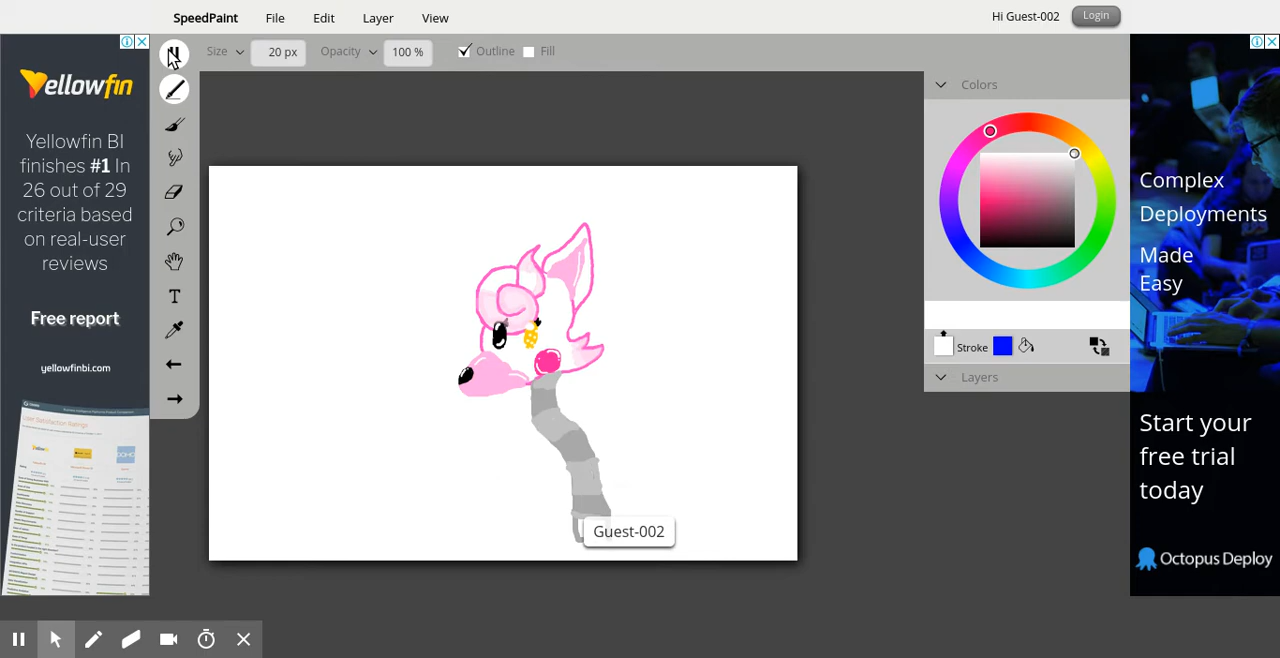 SpeedPaint File Edit Layer View
Hi Guest-002
Login
Size 20 px Opacity 100 % Outline Fill
Yellowfin
Yellowfin BI
finishes #1 In
26 out of 29
criteria based
on real-user
reviews
Free report
yellowfinbi.com
T
Guest-002
Colors
Stroke
Layers
Complex
Deployments
Made
Easy
Start your
free trial
today
Octopus Deploy